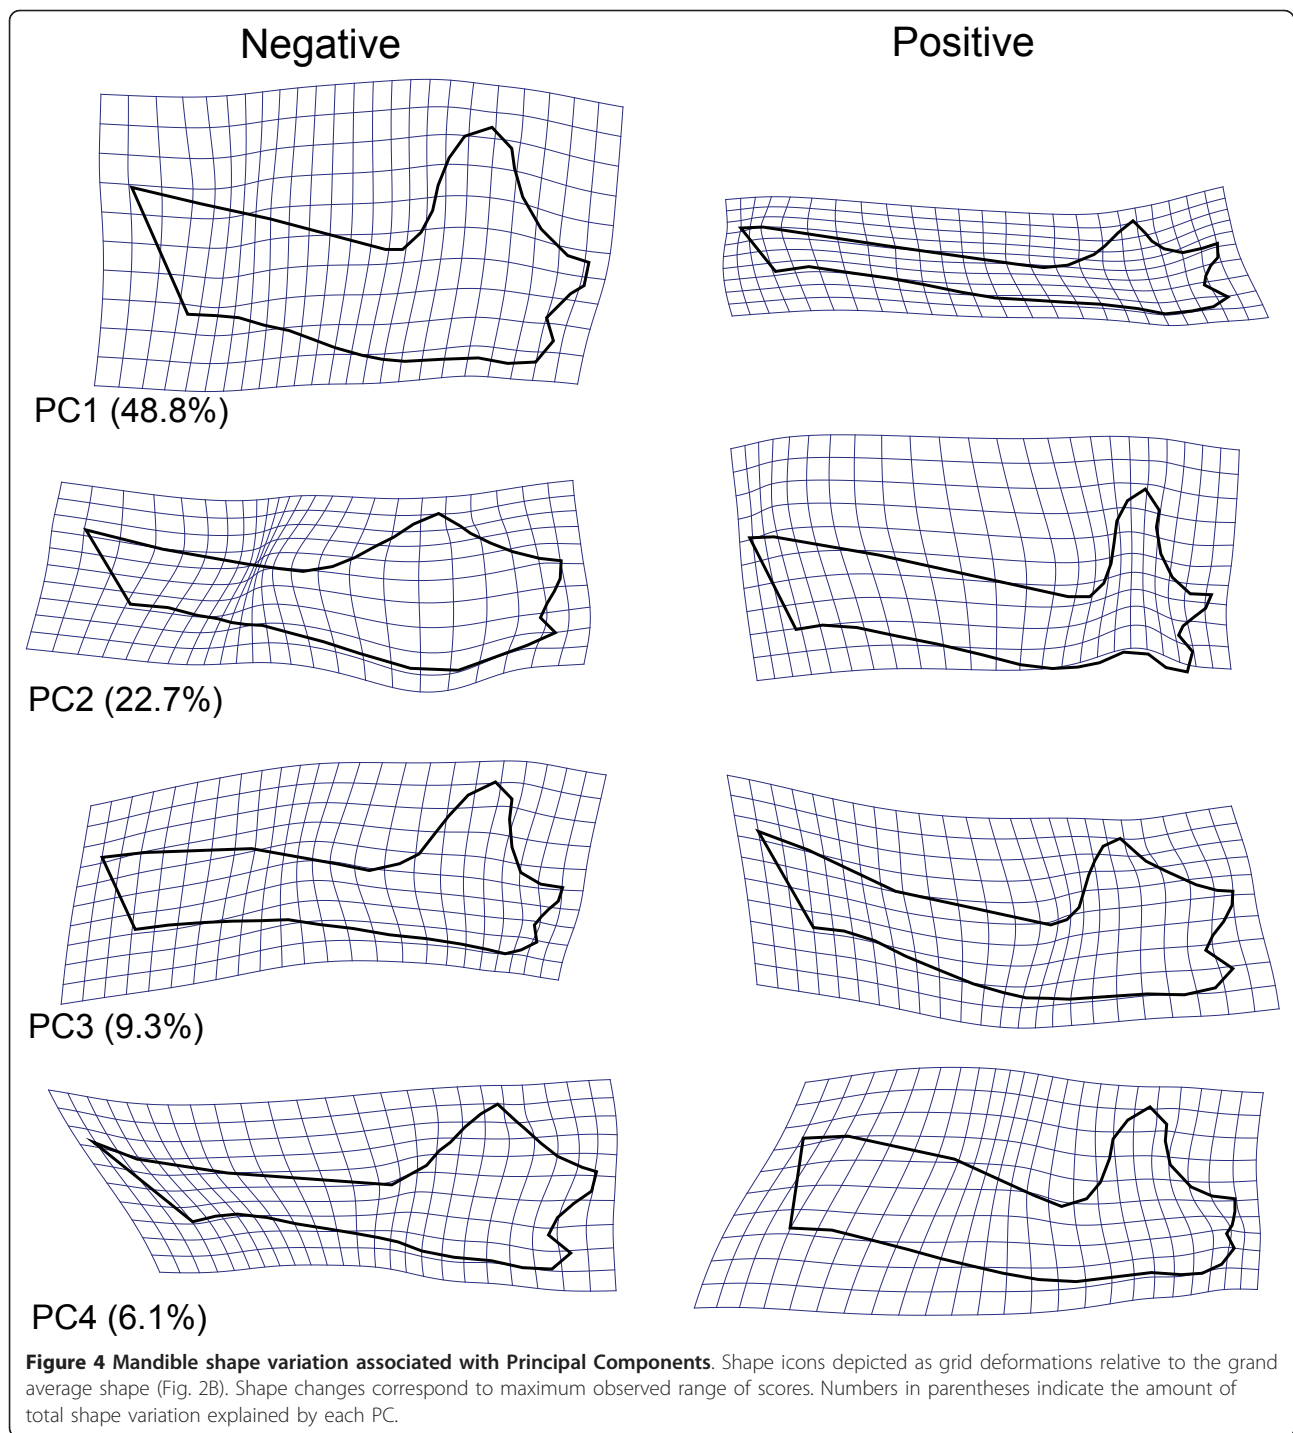 Negative
Positive
PC1 (48.8%)
PC2 (22.7%)
PC3 (9.3%)
PC4 (6.1%)
Figure 4 Mandible shape variation associated with Principal Components. Shape icons depicted as grid deformations relative to the grand
average shape (Fig. 2B). Shape changes correspond to maximum observed range of scores. Numbers in parentheses indicate the amount of
total shape variation explained by each PC.